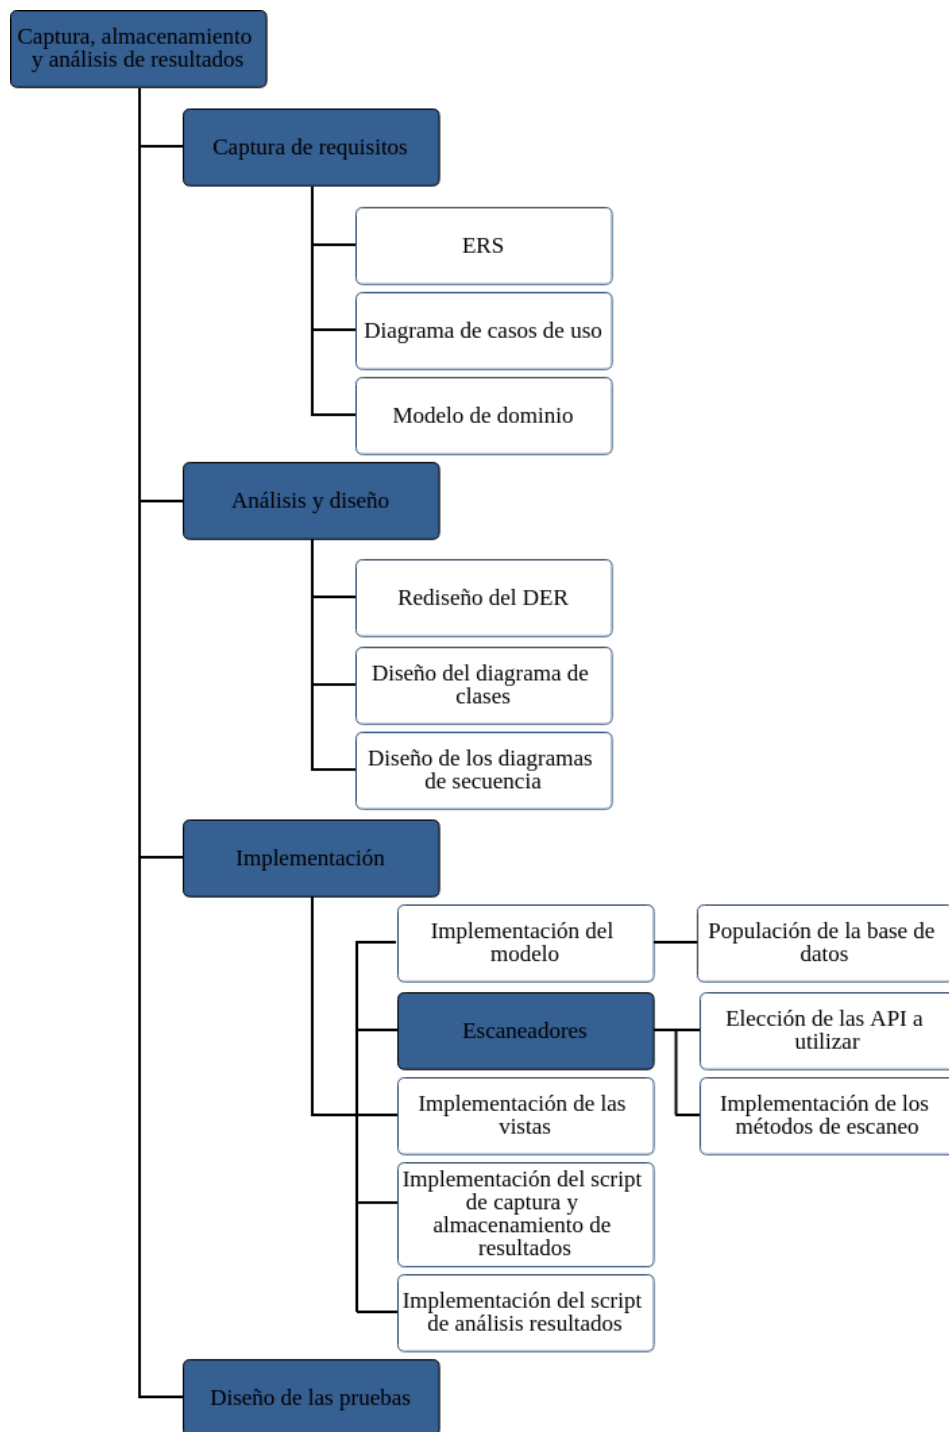 Captura, almacenamiento
y análisis de resultados
Captura de requisitos
ERS
Diagrama de casos de uso
Modelo de dominio
Análisis y diseño
Rediseño del DER
Diseño del diagrama de
clases
Diseño de los diagramas
de secuencia
Implementación
Implementación del
modelo
Populación de la base de
datos
Escaneadores
Elección de las API a
utilizar
Implementación de los
métodos de escaneo
Implementación de las
vistas
Implementación del script
de captura y
almacenamiento de
resultados
Implementación del script
de análisis resultados
Diseño de las pruebas